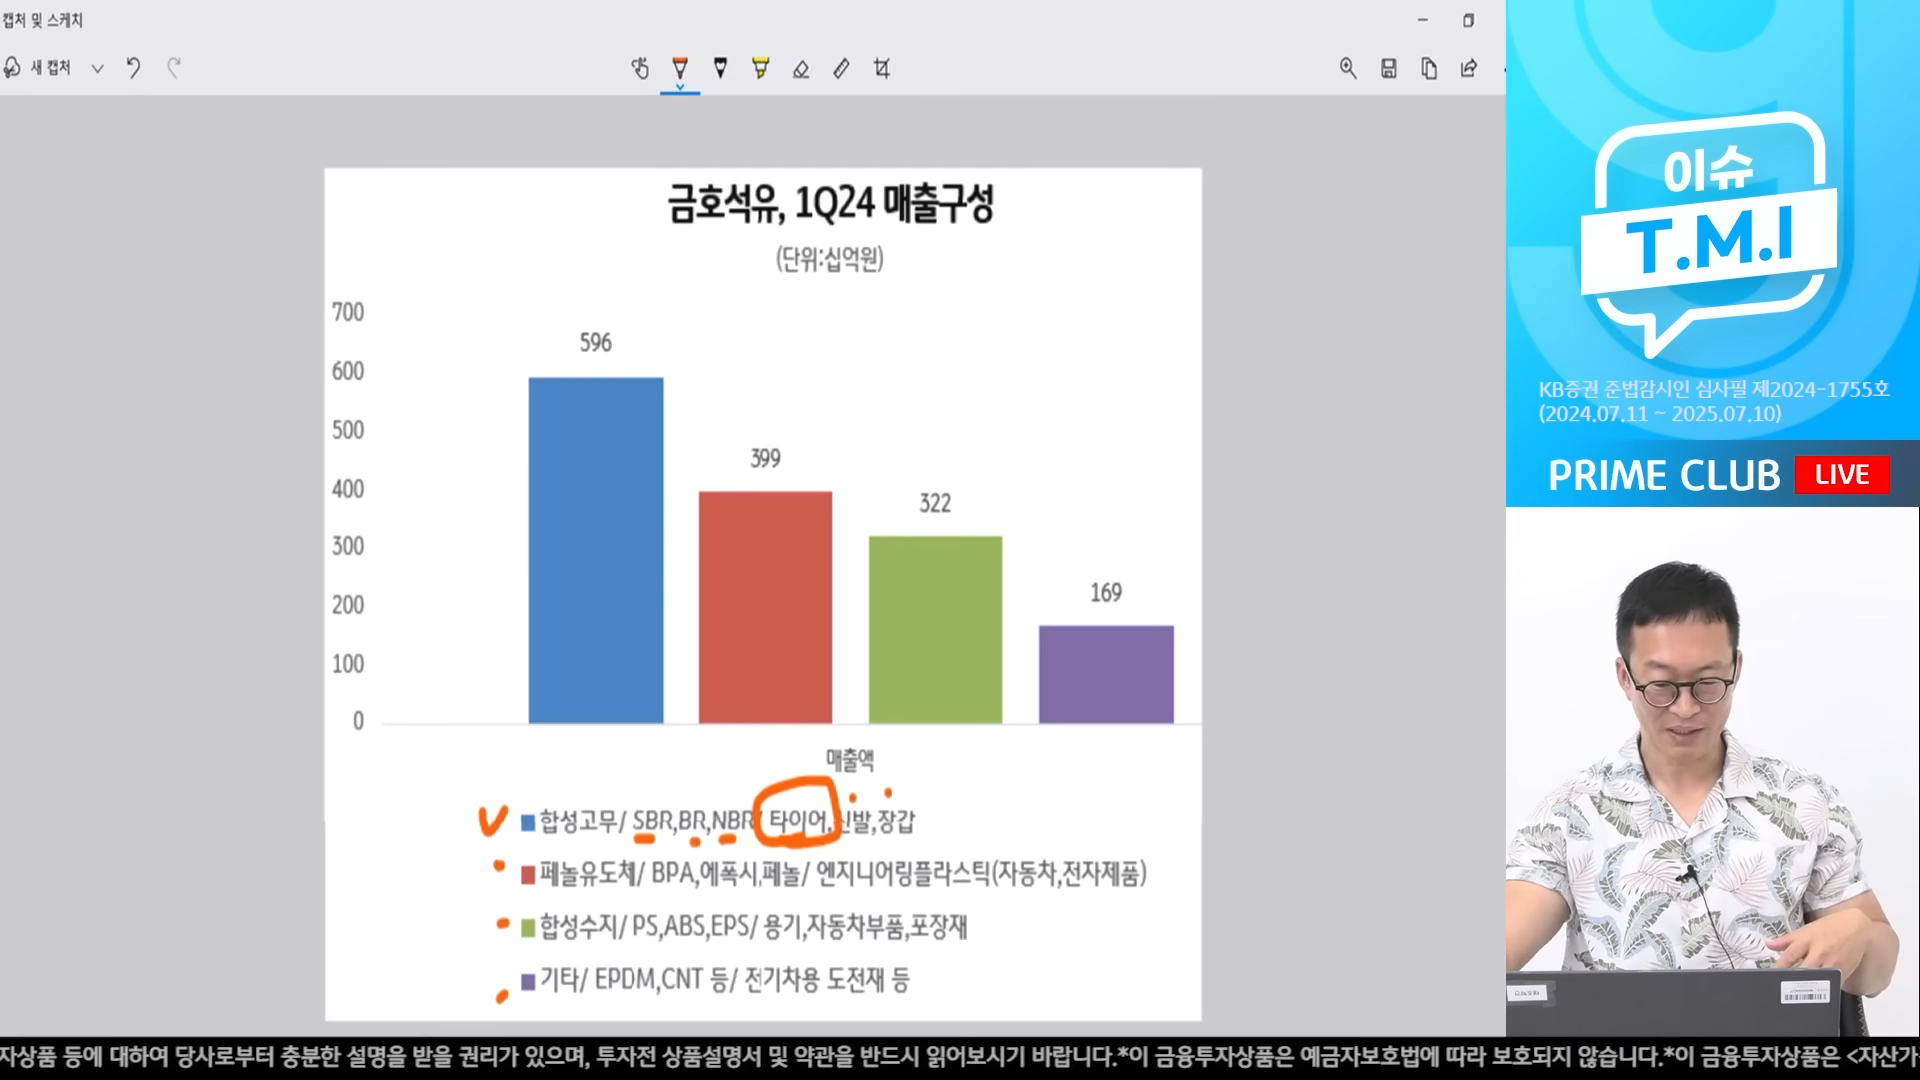 캡처 및 스케치
새 캡처
금호석유, 1Q24 매출구성
(단위:십억원)
700
600
500
400
300
200
100
0
596
399
322
169
매출액
합성고무/ SBR,BR,NBR/ 타이어,신발,장갑
페놀유도체/ BPA,에폭시,페놀/ 엔지니어링플라스틱(자동차,전자제품)
합성수지/ PS,ABS,EPS/ 용기,자동차부품,포장재
기타/ EPDM,CNT 등/ 전기차용 도전재 등
이슈
T.M.I
KB증권 준법감시인 심사필 제2024-1755호
(2024.07.11 ~ 2025.07.10)
PRIME CLUB LIVE
자상품 등에 대하여 당사로부터 충분한 설명을 받을 권리가 있으며, 투자전 상품설명서 및 약관을 반드시 읽어보시기 바랍니다.*이 금융투자상품은 예금자보호법에 따라 보호되지 않습니다.*이 금융투자상품은 <자산가